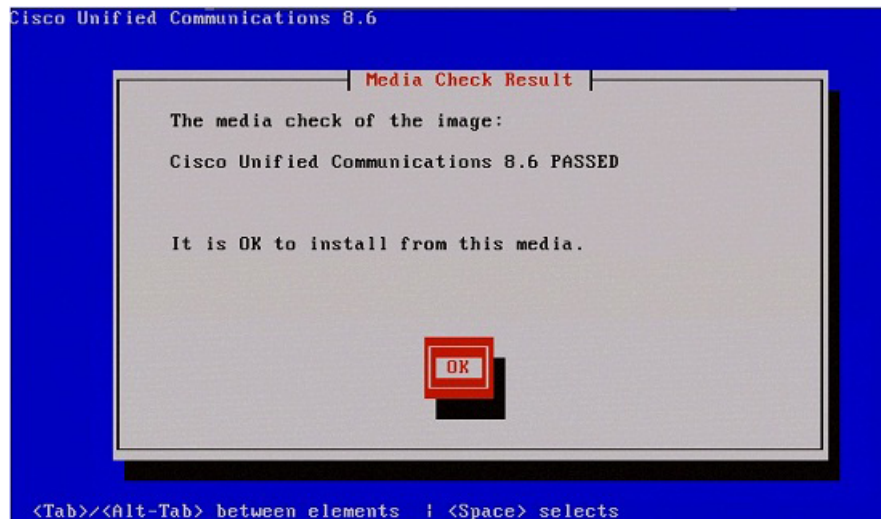 Cisco Unified Communications 8.6
Media Check Result
The media check of the image:
Cisco Unified Communications 8.6 PASSED
It is OK to install from this media.
OK
<Tab>/<Alt-Tab> between elements | <Space> selects